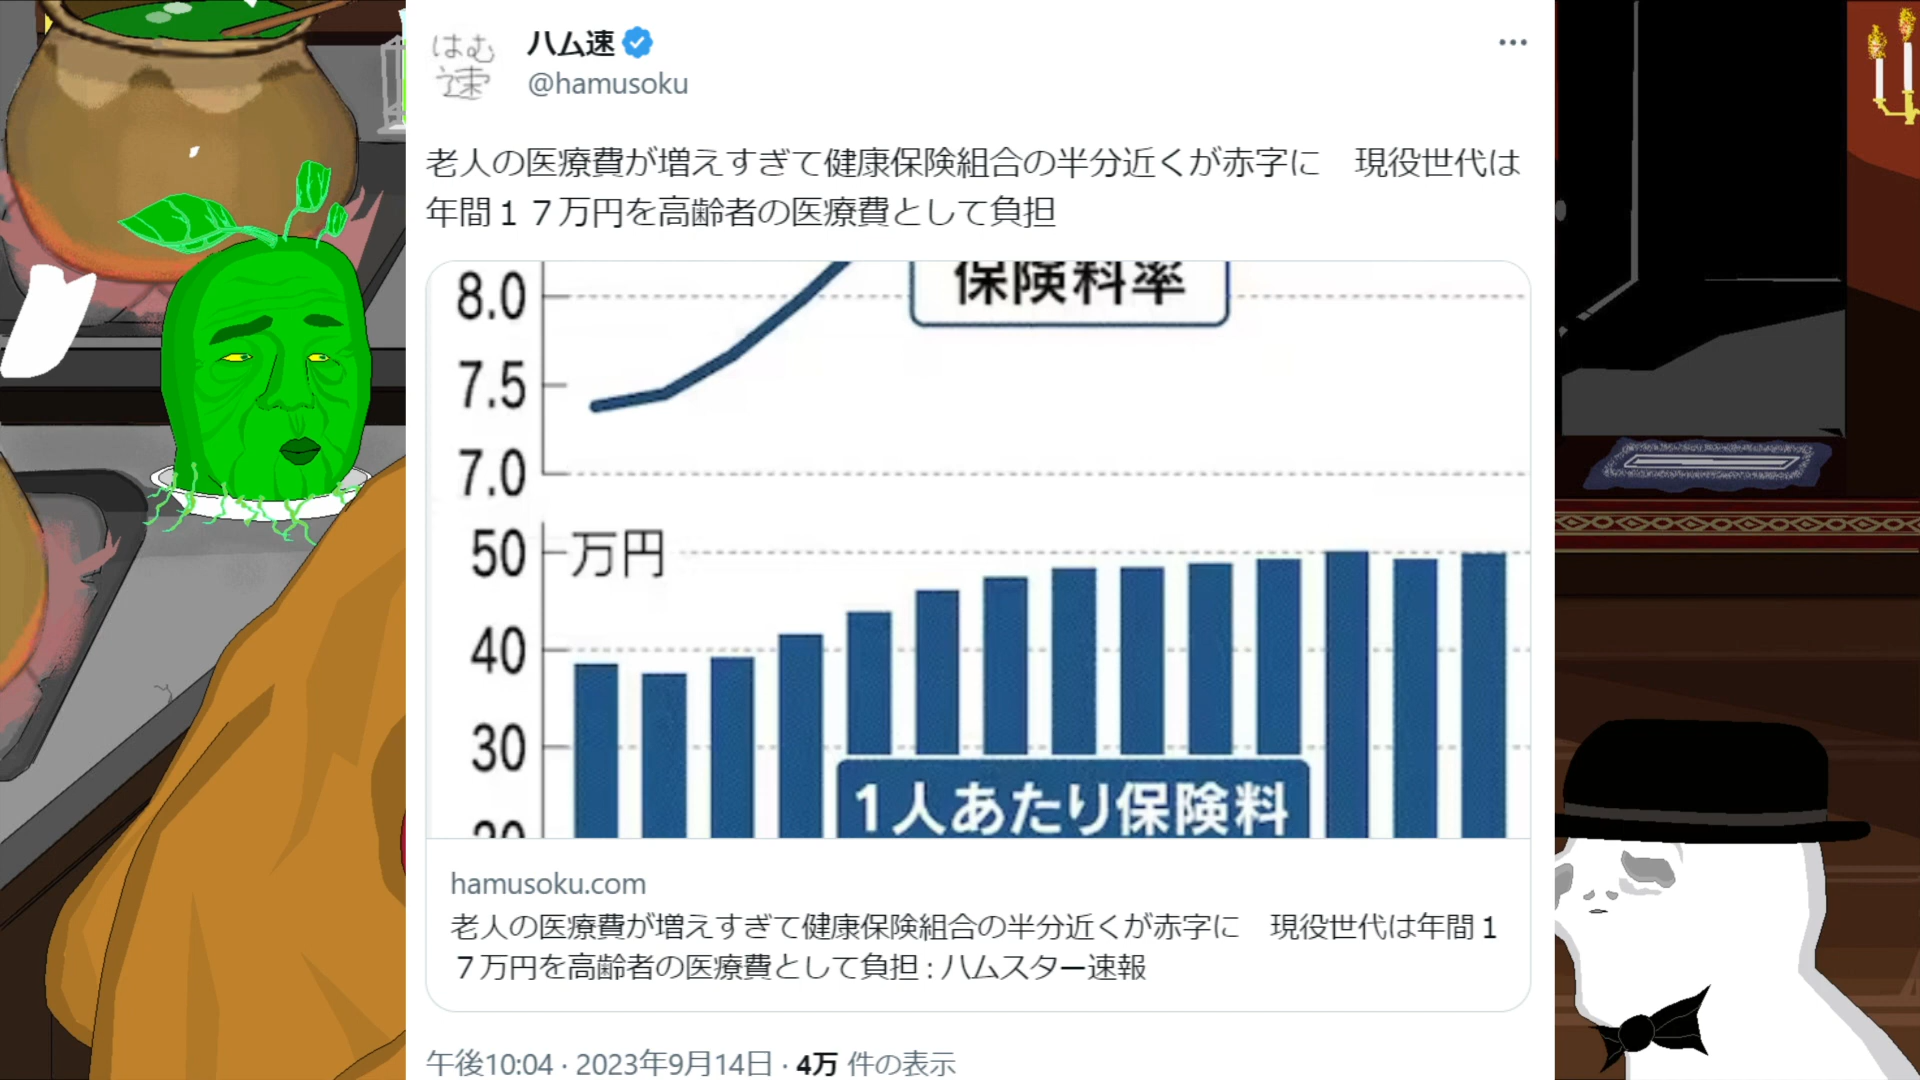 はむ
速
ハム速
@hamusoku
老人の医療費が増えすぎて健康保険組合の半分近くが赤字に　現役世代は
年間１７万円を高齢者の医療費として負担
8.0
保険料率
7.5
7.0
50 万円
40
30
20
1人あたり保険料
hamusoku.com
老人の医療費が増えすぎて健康保険組合の半分近くが赤字に　現役世代は年間１
７万円を高齢者の医療費として負担 : ハムスター速報
午後10:04 · 2023年9月14日 · 4万 件の表示